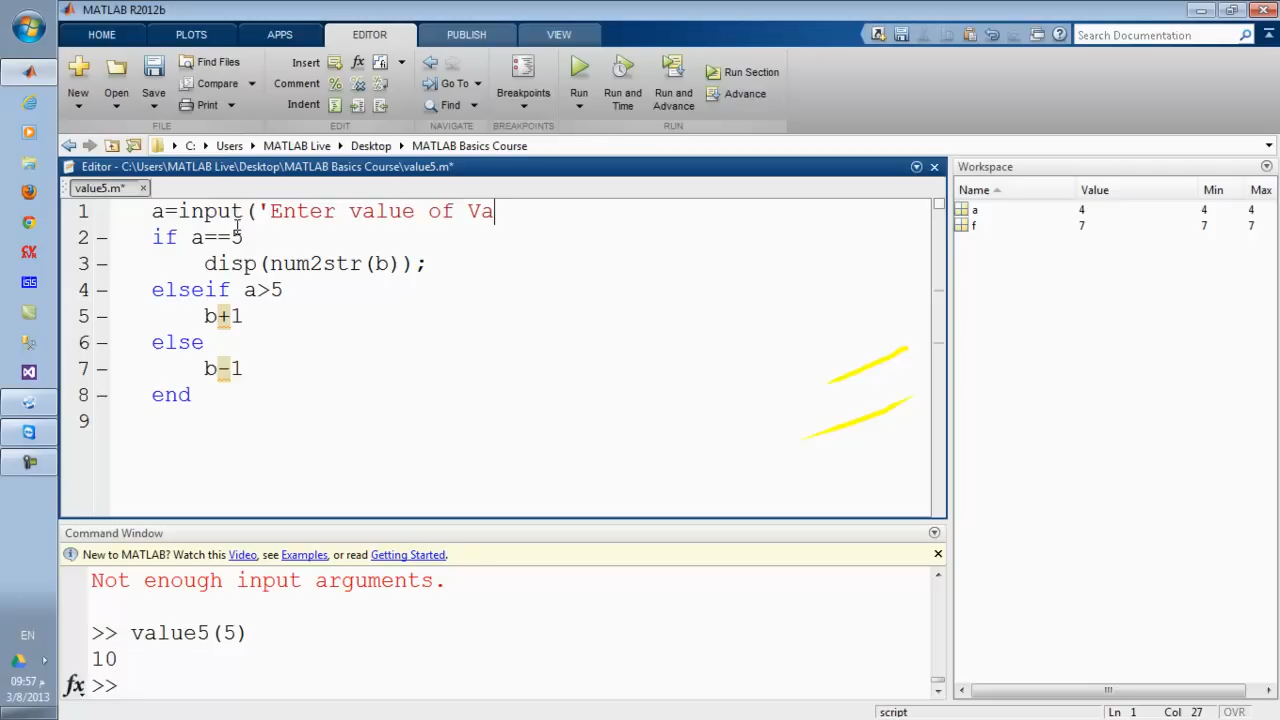 MATLAB R2012b
HOME PLOTS APPS EDITOR PUBLISH VIEW Search Documentation
New Open Save Find Files Compare Print Insert Comment Indent fx Go To Find Breakpoints Run Run and Time Run and Advance Run Section Advance
FILE EDIT NAVIGATE BREAKPOINTS RUN
C: Users MATLAB Live Desktop MATLAB Basics Course
Editor - C:\Users\MATLAB Live\Desktop\MATLAB Basics Course\value5.m*
value5.m*
1 a=input('Enter value of Va
2 – if a==5
3 – disp(num2str(b));
4 – elseif a>5
5 – b+1
6 – else
7 – b-1
8 – end
9
Workspace
Name Value Min Max
a 4 4 4
f 7 7 7
Command Window
New to MATLAB? Watch this Video, see Examples, or read Getting Started.
Not enough input arguments.
>> value5(5)
10
fx >>
EN
09:57 م
3/8/2013
script Ln 1 Col 27 OVR